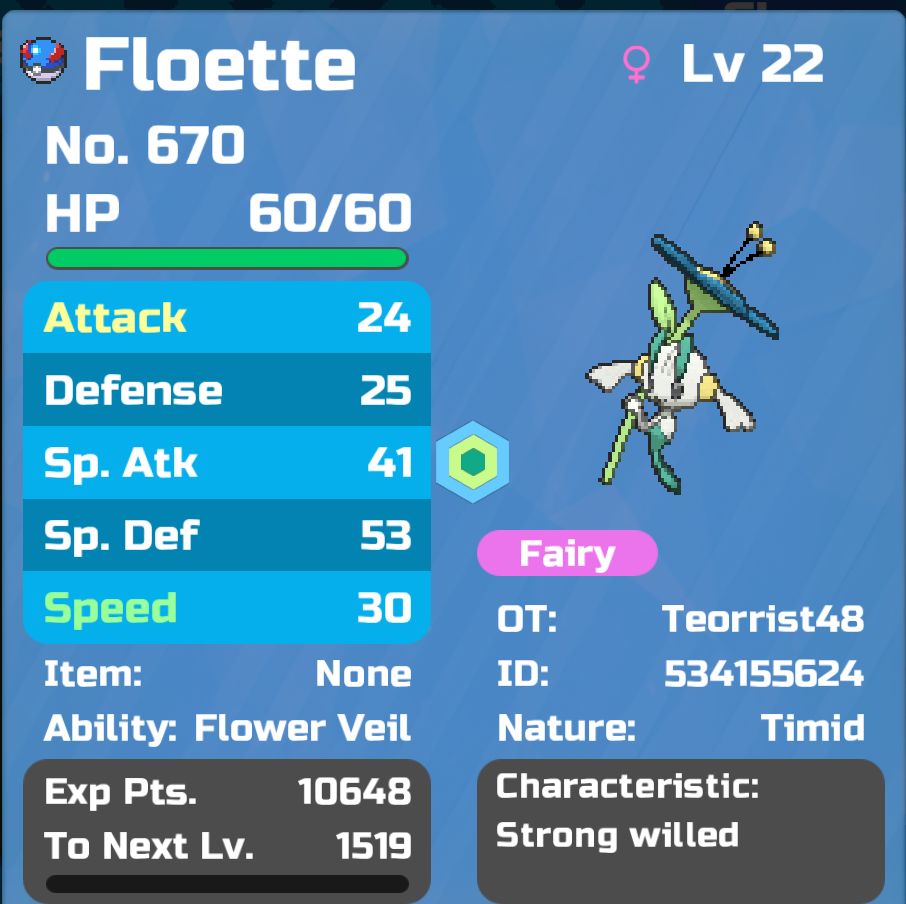 Floette ♀ Lv 22
No. 670
HP 60/60
Attack 24
Defense 25
Sp. Atk 41
Sp. Def 53
Speed 30
Item: None
Ability: Flower Veil
Exp Pts. 10648
To Next Lv. 1519
Fairy
OT: Teorrist48
ID: 534155624
Nature: Timid
Characteristic:
Strong willed